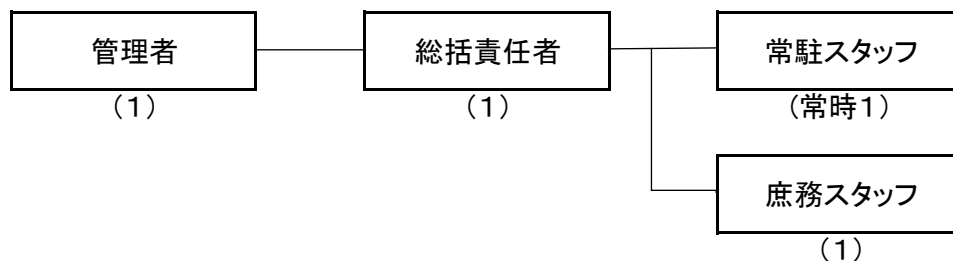 管理者
総括責任者
常駐スタッフ
（１）
（１）
（常時１）
庶務スタッフ
（１）